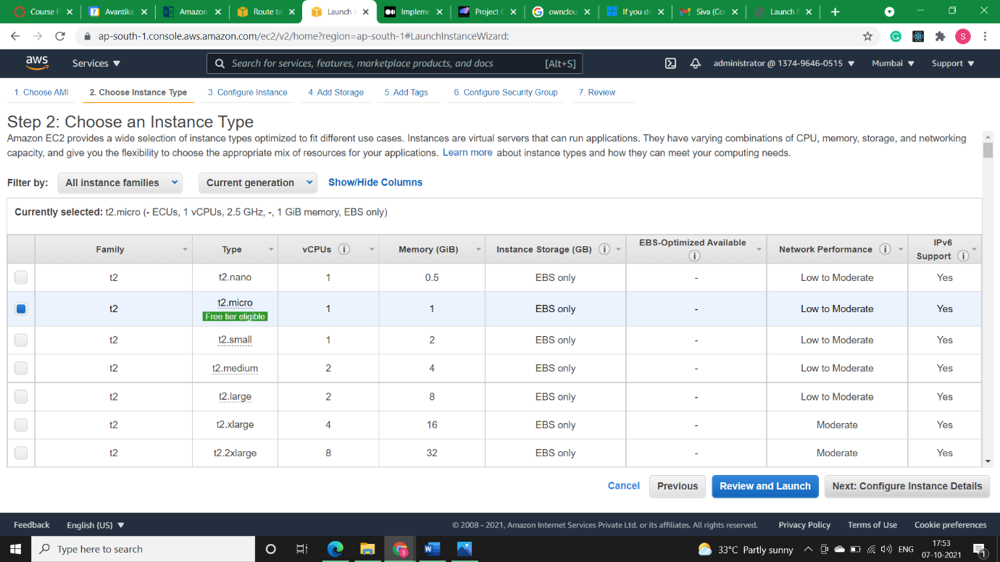 Course P
7 Avantika
Amazon
Route ta
Launch i
Impleme
Project C
ownclou
If you do
Siva (Co
Launch
ap-south-1.console.aws.amazon.com/ec2/v2/home?region=ap-south-1#LaunchInstanceWizard:
S
aws
Services
Search for services, features, marketplace products, and docs [Alt+S]
administrator @ 1374-9646-0515
Mumbai
Support
1. Choose AMI 2. Choose Instance Type 3. Configure Instance 4. Add Storage 5. Add Tags 6. Configure Security Group 7. Review
Step 2: Choose an Instance Type
Amazon EC2 provides a wide selection of instance types optimized to fit different use cases. Instances are virtual servers that can run applications. They have varying combinations of CPU, memory, storage, and networking
capacity, and give you the flexibility to choose the appropriate mix of resources for your applications. Learn more about instance types and how they can meet your computing needs.
Filter by: All instance families Current generation Show/Hide Columns
Currently selected: t2.micro (- ECUs, 1 vCPUs, 2.5 GHz, -, 1 GiB memory, EBS only)
Family Type vCPUs Memory (GiB) Instance Storage (GB) EBS-Optimized Available Network Performance IPv6 Support
t2 t2.nano 1 0.5 EBS only - Low to Moderate Yes
t2 t2.micro 1 1 EBS only - Low to Moderate Yes
Free tier eligible
t2 t2.small 1 2 EBS only - Low to Moderate Yes
t2 t2.medium 2 4 EBS only - Low to Moderate Yes
t2 t2.large 2 8 EBS only - Low to Moderate Yes
t2 t2.xlarge 4 16 EBS only - Moderate Yes
t2 t2.2xlarge 8 32 EBS only - Moderate Yes
Cancel Previous Review and Launch Next: Configure Instance Details
Feedback English (US) © 2008 - 2021, Amazon Internet Services Private Ltd. or its affiliates. All rights reserved. Privacy Policy Terms of Use Cookie preferences
Type here to search
33°C Partly sunny
ENG
17:53
07-10-2021
1